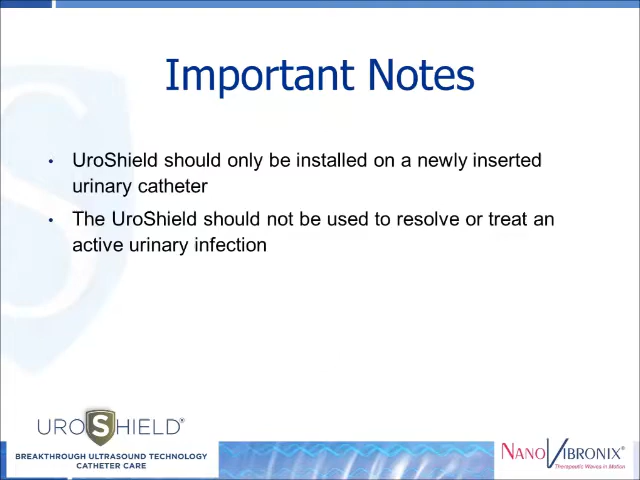 Important Notes
• UroShield should only be installed on a newly inserted
urinary catheter
• The UroShield should not be used to resolve or treat an
active urinary infection
UROSHIELD®
BREAKTHROUGH ULTRASOUND TECHNOLOGY
CATHETER CARE
NANOVIBRONIX®
Therapeutic Waves in Motion